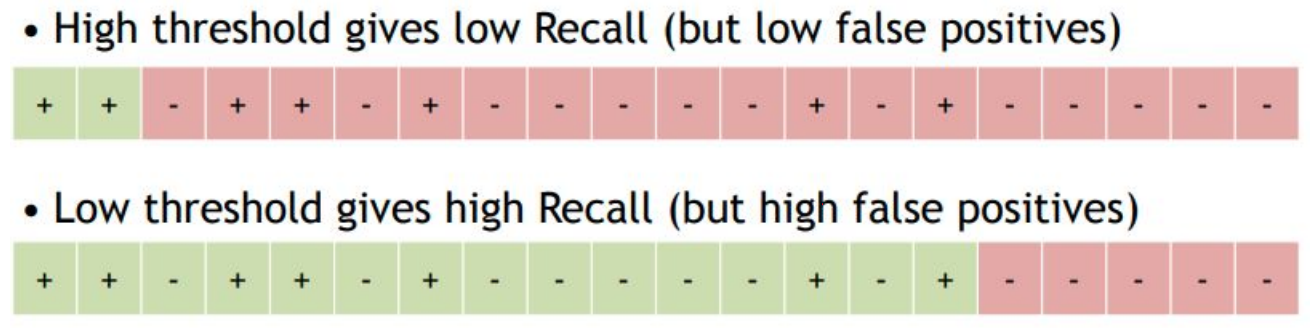 • High threshold gives low Recall (but low false positives)
+ + - + + - + - - - - - + - + - - - - -
• Low threshold gives high Recall (but high false positives)
+ + - + + - + - - - - - + - + - - - - -